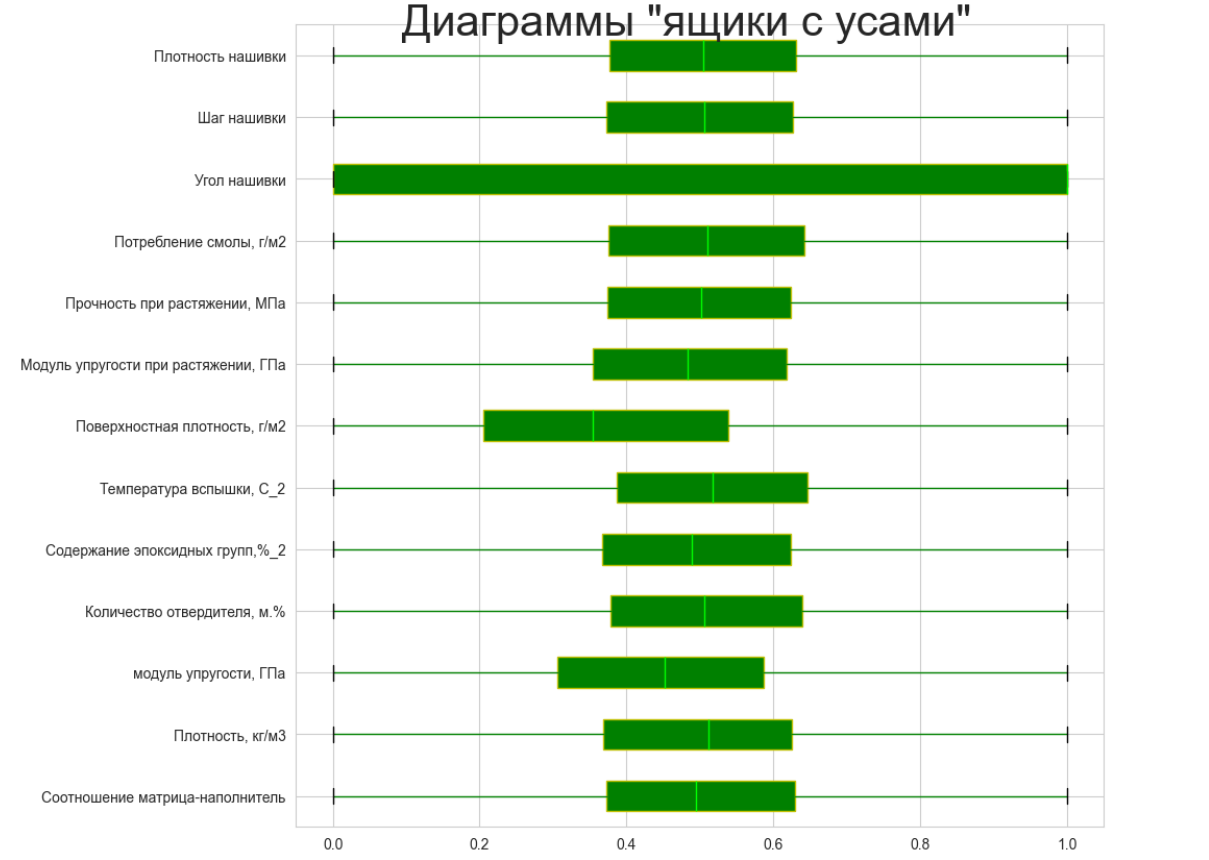 Диаграммы "ящики с усами"
Плотность нашивки
Шаг нашивки
Угол нашивки
Потребление смолы, г/м2
Прочность при растяжении, МПа
Модуль упругости при растяжении, ГПа
Поверхностная плотность, г/м2
Температура вспышки, С_2
Содержание эпоксидных групп,%_2
Количество отвердителя, м.%
модуль упругости, ГПа
Плотность, кг/м3
Соотношение матрица-наполнитель
0.0 0.2 0.4 0.6 0.8 1.0